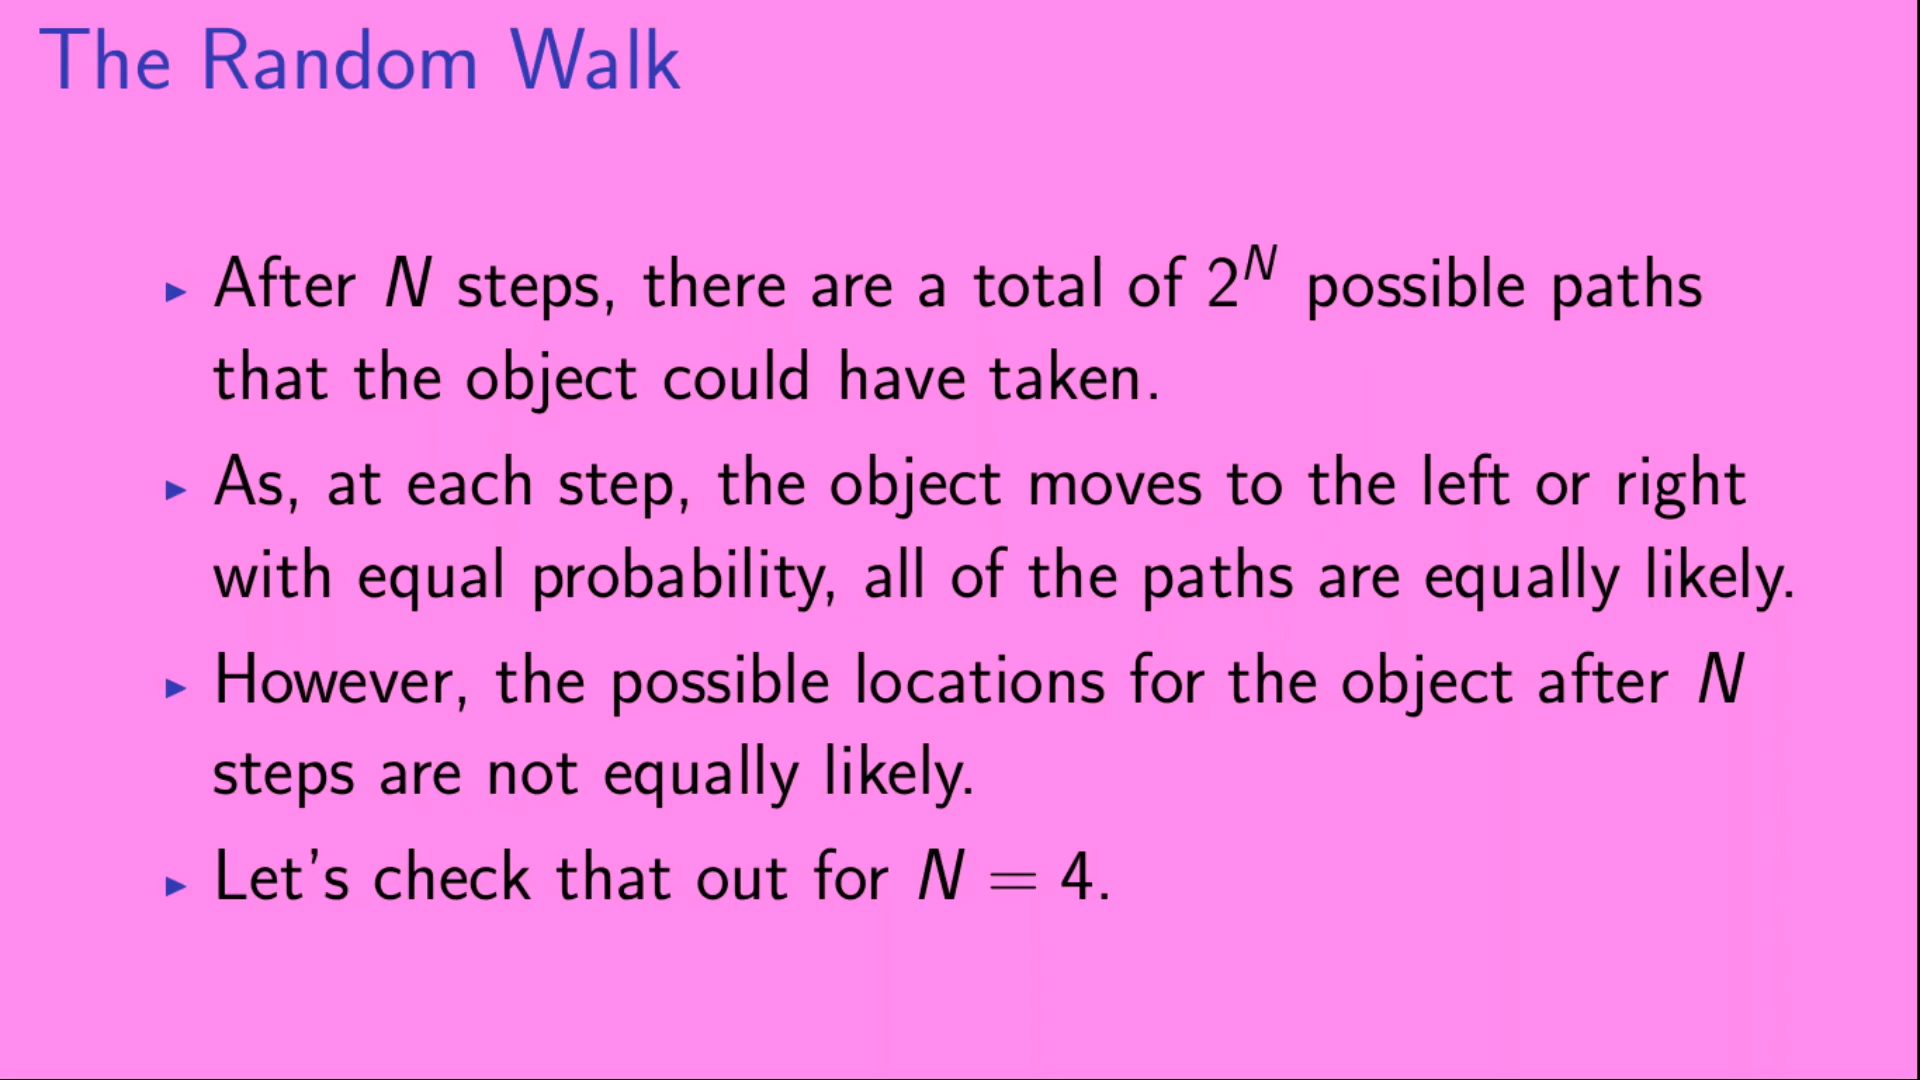 The Random Walk
▶ After N steps, there are a total of 2^N possible paths
that the object could have taken.
▶ As, at each step, the object moves to the left or right
with equal probability, all of the paths are equally likely.
▶ However, the possible locations for the object after N
steps are not equally likely.
▶ Let's check that out for N = 4.